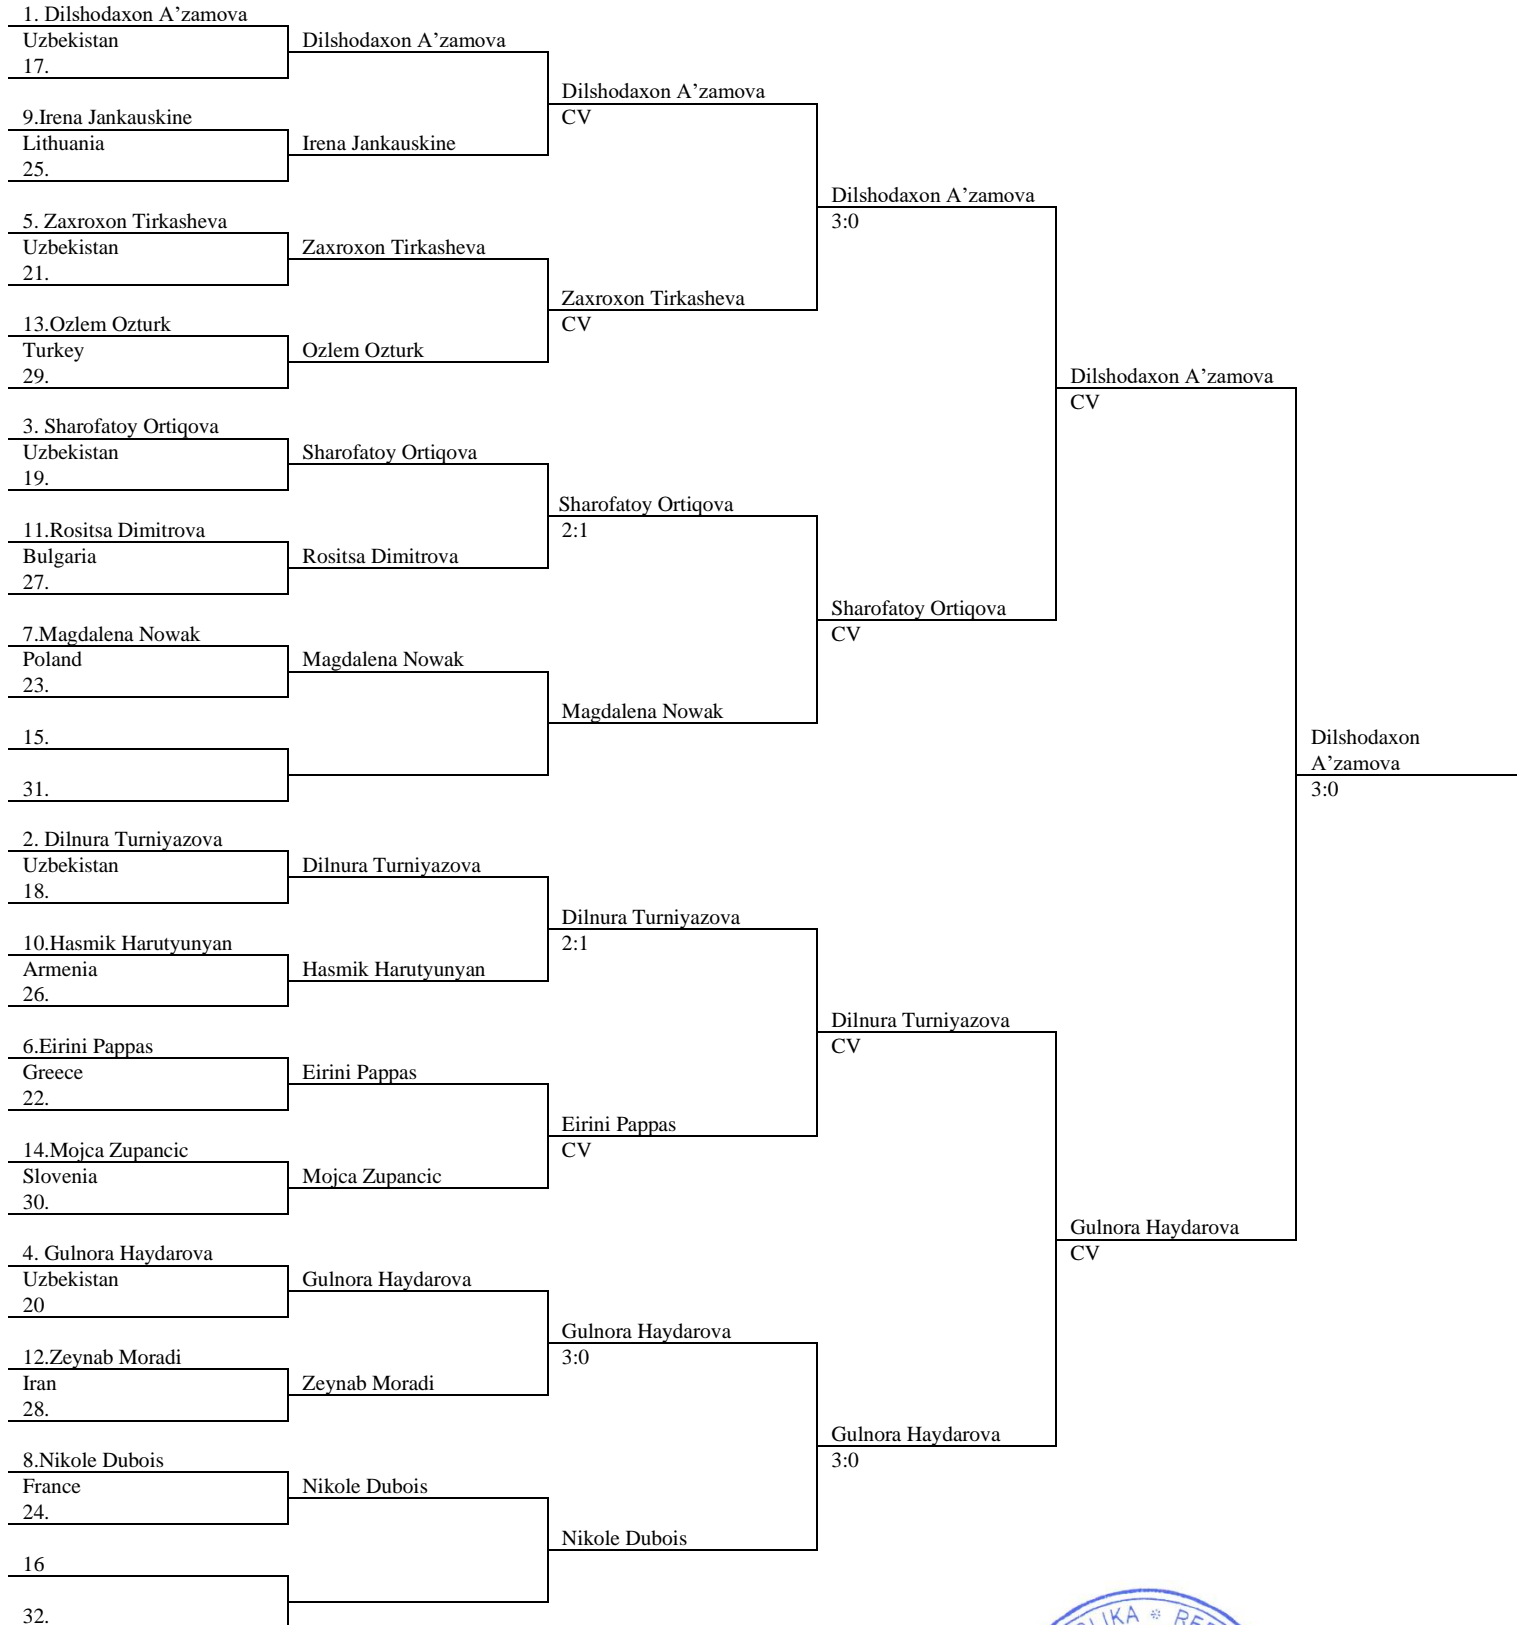 1. Dilshodaxon A’zamova
Uzbekistan
17.
9.Irena Jankauskine
Lithuania
25.
5. Zaxroxon Tirkasheva
Uzbekistan
21.
13.Ozlem Ozturk
Turkey
29.
3. Sharofatoy Ortiqova
Uzbekistan
19.
11.Rositsa Dimitrova
Bulgaria
27.
7.Magdalena Nowak
Poland
23.
15.
31.
2. Dilnura Turniyazova
Uzbekistan
18.
10.Hasmik Harutyunyan
Armenia
26.
6.Eirini Pappas
Greece
22.
14.Mojca Zupancic
Slovenia
30.
4. Gulnora Haydarova
Uzbekistan
20
12.Zeynab Moradi
Iran
28.
8.Nikole Dubois
France
24.
16
32.
Dilshodaxon A’zamova
Irena Jankauskine
Zaxroxon Tirkasheva
Ozlem Ozturk
Sharofatoy Ortiqova
Rositsa Dimitrova
Magdalena Nowak
Dilnura Turniyazova
Hasmik Harutyunyan
Eirini Pappas
Mojca Zupancic
Gulnora Haydarova
Zeynab Moradi
Nikole Dubois
Dilshodaxon A’zamova
CV
Zaxroxon Tirkasheva
CV
Sharofatoy Ortiqova
2:1
Magdalena Nowak
Dilnura Turniyazova
2:1
Eirini Pappas
CV
Gulnora Haydarova
3:0
Nikole Dubois
Dilshodaxon A’zamova
3:0
Sharofatoy Ortiqova
CV
Dilnura Turniyazova
CV
Gulnora Haydarova
3:0
Dilshodaxon A’zamova
CV
Gulnora Haydarova
CV
Dilshodaxon
A’zamova
3:0